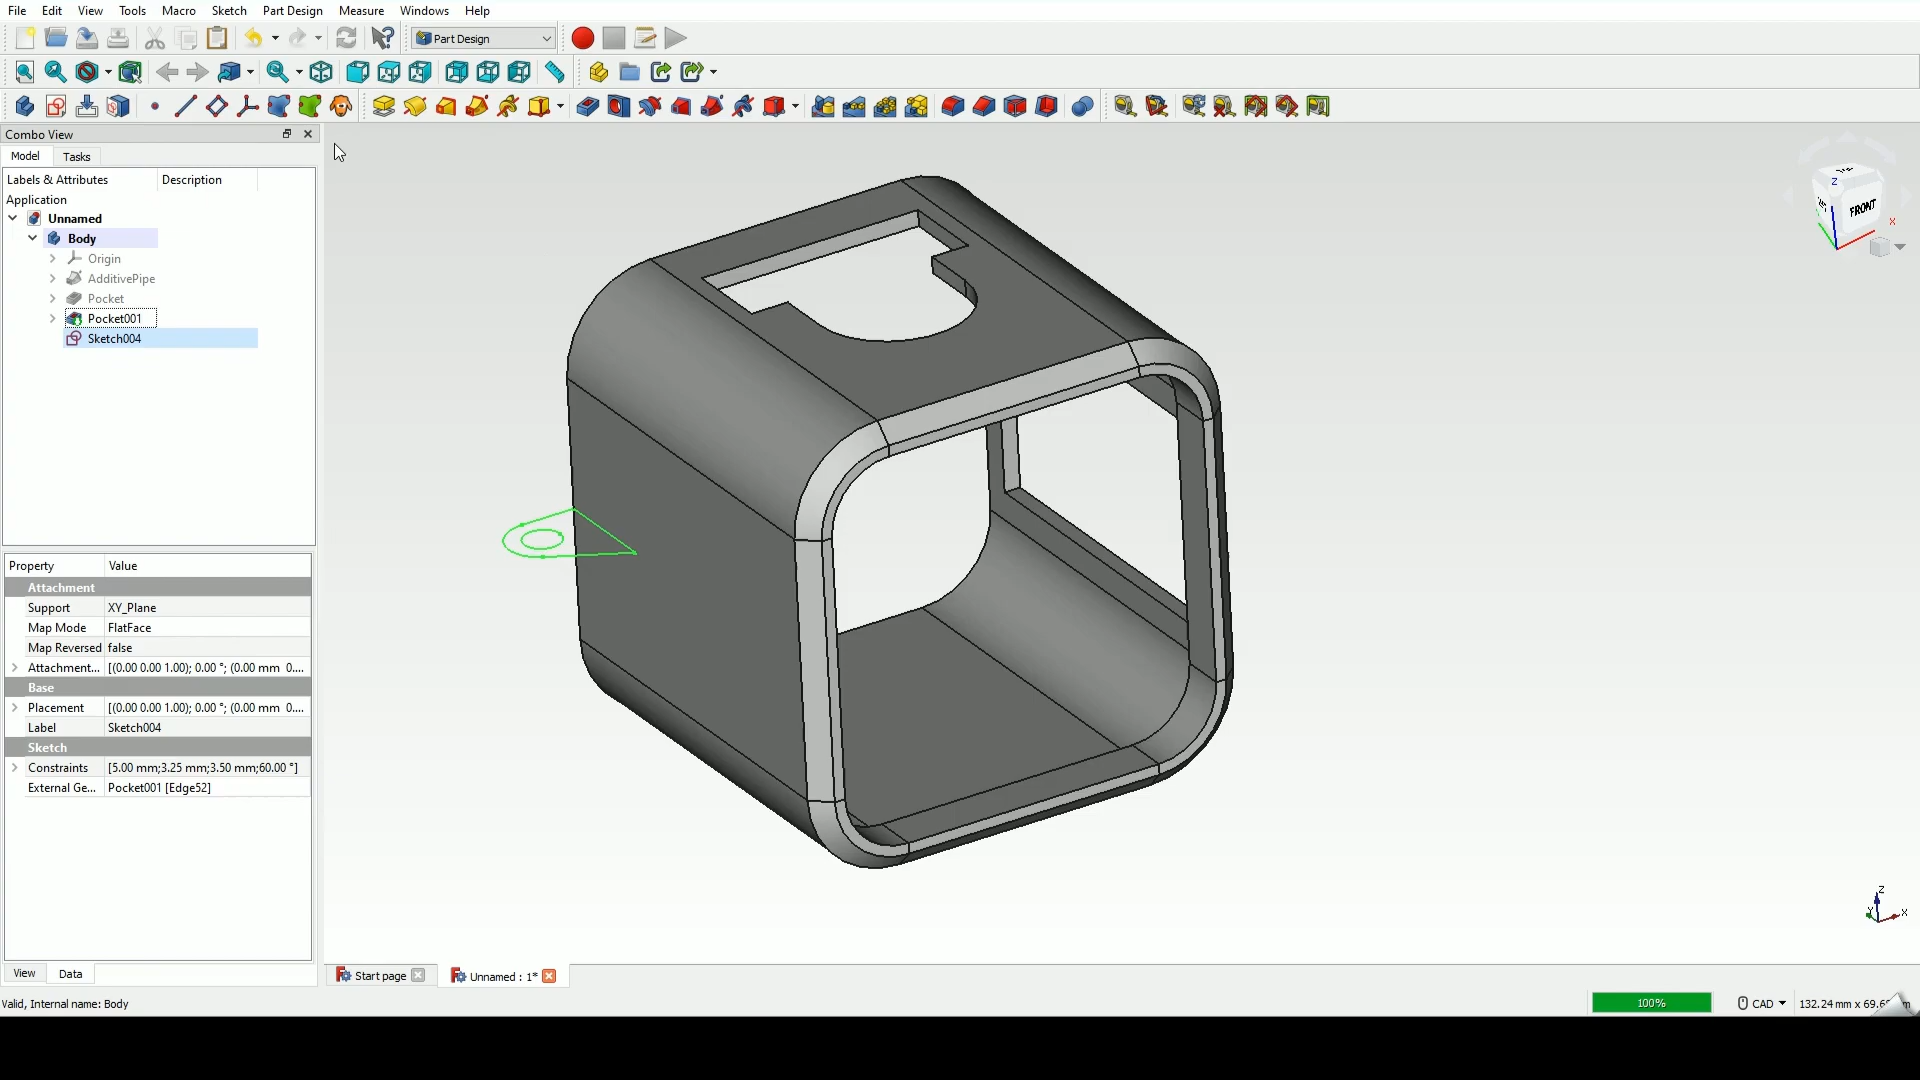 File Edit View Tools Macro Sketch Part Design Measure Windows Help
Part Design
Combo View
Model Tasks
Labels & Attributes Description
Application
Unnamed
Body
Origin
AdditivePipe
Pocket
Pocket001
Sketch004
Property Value
Attachment
Support XY_Plane
Map Mode FlatFace
Map Reversed false
Attachment... [(0.00 0.00 1.00); 0.00 °; (0.00 mm 0....
Base
Placement [(0.00 0.00 1.00); 0.00 °; (0.00 mm 0....
Label Sketch004
Sketch
Constraints [5.00 mm;3.25 mm;3.50 mm;60.00 °]
External Ge... Pocket001 [Edge52]
View Data
Z
FRONT
X
Z
Y
X
Start page Unnamed : 1*
Valid, Internal name: Body
100% CAD 132.24 mm x 69.6